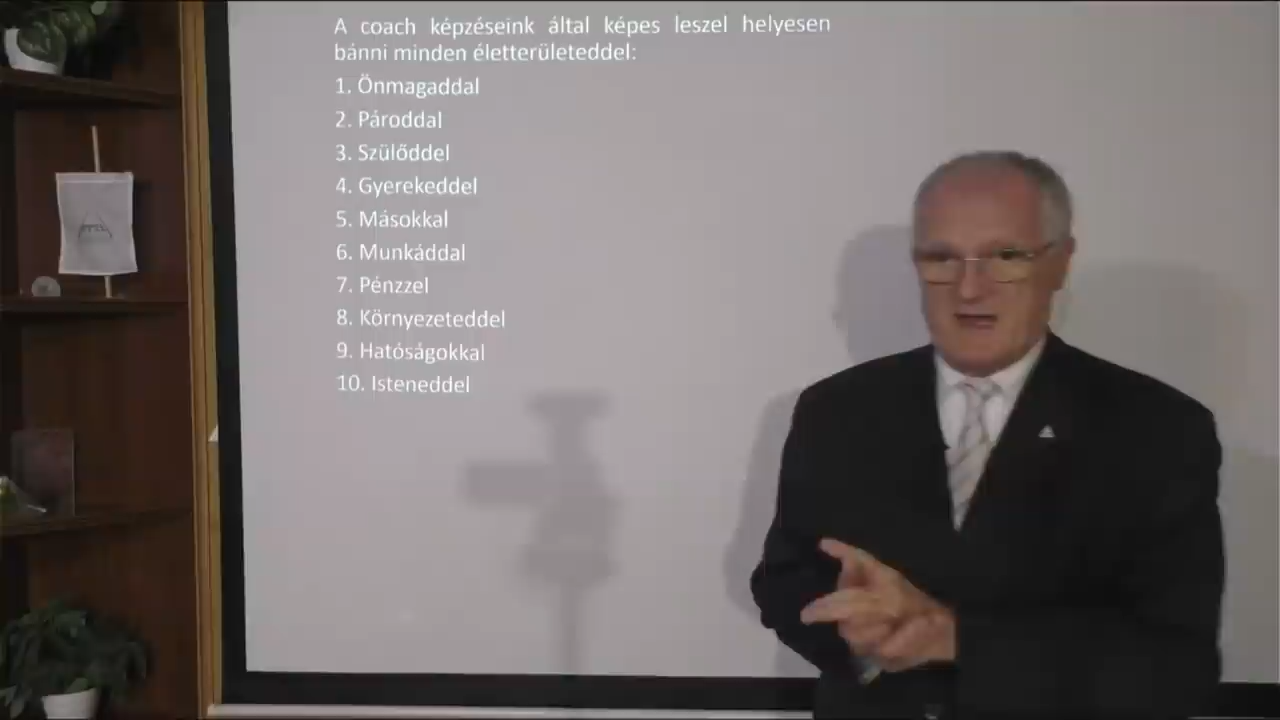 A coach képzéseink által képes leszel helyesen
bánni minden életterületeddel:
1. Önmagaddal
2. Pároddal
3. Szülőddel
4. Gyerekeddel
5. Másokkal
6. Munkáddal
7. Pénzzel
8. Környezeteddel
9. Hatóságokkal
10. Isteneddel